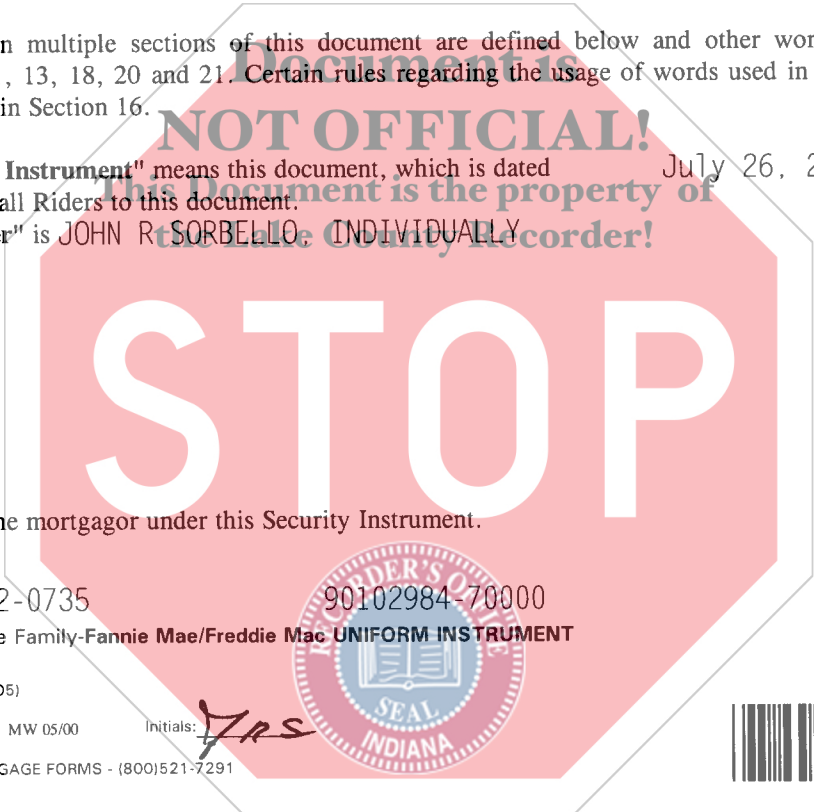 n multiple sections of this document are defined below and other wor
, 13, 18, 20 and 21. Certain rules regarding the usage of words used in
in Section 16.
Document is
NOT OFFICIAL!
This Document is the property of
the Lake County Recorder!
Instrument" means this document, which is dated July 26, 2
all Riders to this document.
r" is JOHN R SORBELLO, INDIVIDUALLY
STOP
e mortgagor under this Security Instrument.
2-0735 90102984-70000
e Family-Fannie Mae/Freddie Mac UNIFORM INSTRUMENT
05)
MW 05/00 Initials: JRS
GAGE FORMS - (800)521-7291
RECORDER'S OFFICE
SEAL
INDIANA